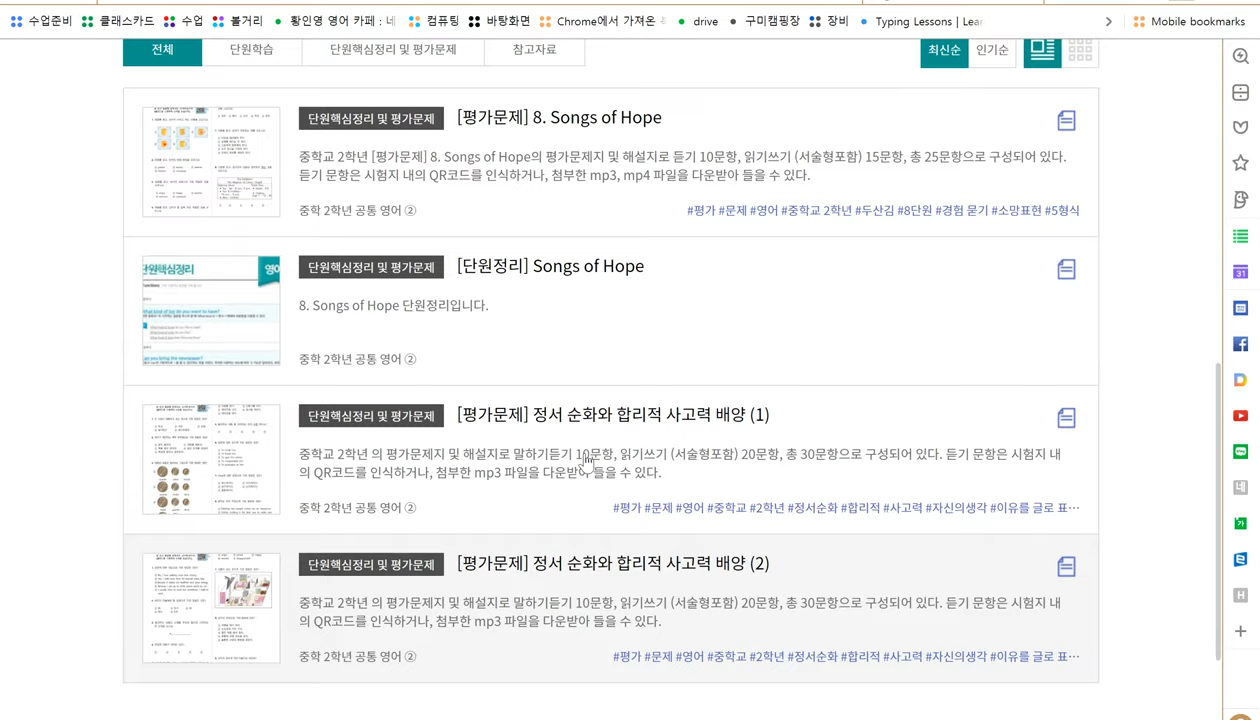 수업준비 클래스카드 수업 볼거리 황인영 영어 카페 : 네 컴퓨팅 바탕화면 Chrome에서 가져온 drive 구미캠핑장 장비 Typing Lessons | Lear Mobile bookmarks
전체 단원학습 단원핵심정리 및 평가문제 참고자료 최신순 인기순
단원핵심정리 및 평가문제 [평가문제] 8. Songs of Hope
중학교 2학년 [평가문제] 8. Songs of Hope의 평가문제지 및 해설지로 듣기 10문항, 읽기쓰기 (서술형포함) 15문항, 총 25문항으로 구성되어 있다.
듣기 문항은 시험지 내의 QR코드를 인식하거나, 첨부한 mp3, mp4 파일을 다운받아 들을 수 있다.
중학 2학년 공통 영어 ② #평가 #문제 #영어 #중학교 2학년 #두산김 #8단원 #경험 묻기 #소망표현 #5형식
단원핵심정리 및 평가문제 [단원정리] Songs of Hope
단원핵심정리
8. Songs of Hope 단원정리입니다.
중학 2학년 공통 영어 ②
단원핵심정리 및 평가문제 [평가문제] 정서 순화와 합리적 사고력 배양 (1)
중학교 2학년 의 평가문제지 및 해설지로 말하기듣기 10문항, 읽기쓰기 (서술형포함) 20문항, 총 30문항으로 구성되어 있다. 듣기 문항은 시험지 내
의 QR코드를 인식하거나, 첨부한 mp3 파일을 다운받아 들을 수 있다.
중학 2학년 공통 영어 ② #평가 #문제 #영어 #중학교 #2학년 #정서순화 #합리적 #사고력 #자신의생각 #이유를 글로 표…
단원핵심정리 및 평가문제 [평가문제] 정서 순화와 합리적 사고력 배양 (2)
중학교 2학년 의 평가문제지 및 해설지로 말하기듣기 10문항, 읽기쓰기 (서술형포함) 20문항, 총 30문항으로 구성되어 있다. 듣기 문항은 시험지 내
의 QR코드를 인식하거나, 첨부한 mp3 파일을 다운받아 들을 수 있다.
중학 2학년 공통 영어 ② #평가 #문제 #영어 #중학교 #2학년 #정서순화 #합리적 #사고력 #자신의생각 #이유를 글로 표…
31